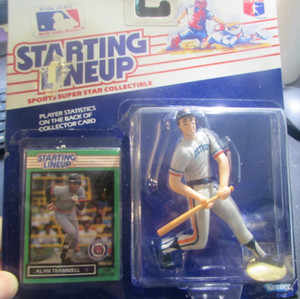 STARTING
LINEUP
SPORTS SUPER STAR COLLECTIBLE
PLAYER STATISTICS
ON THE BACK OF
COLLECTOR CARD
STARTING
LINEUP
ALAN TRAMMELL